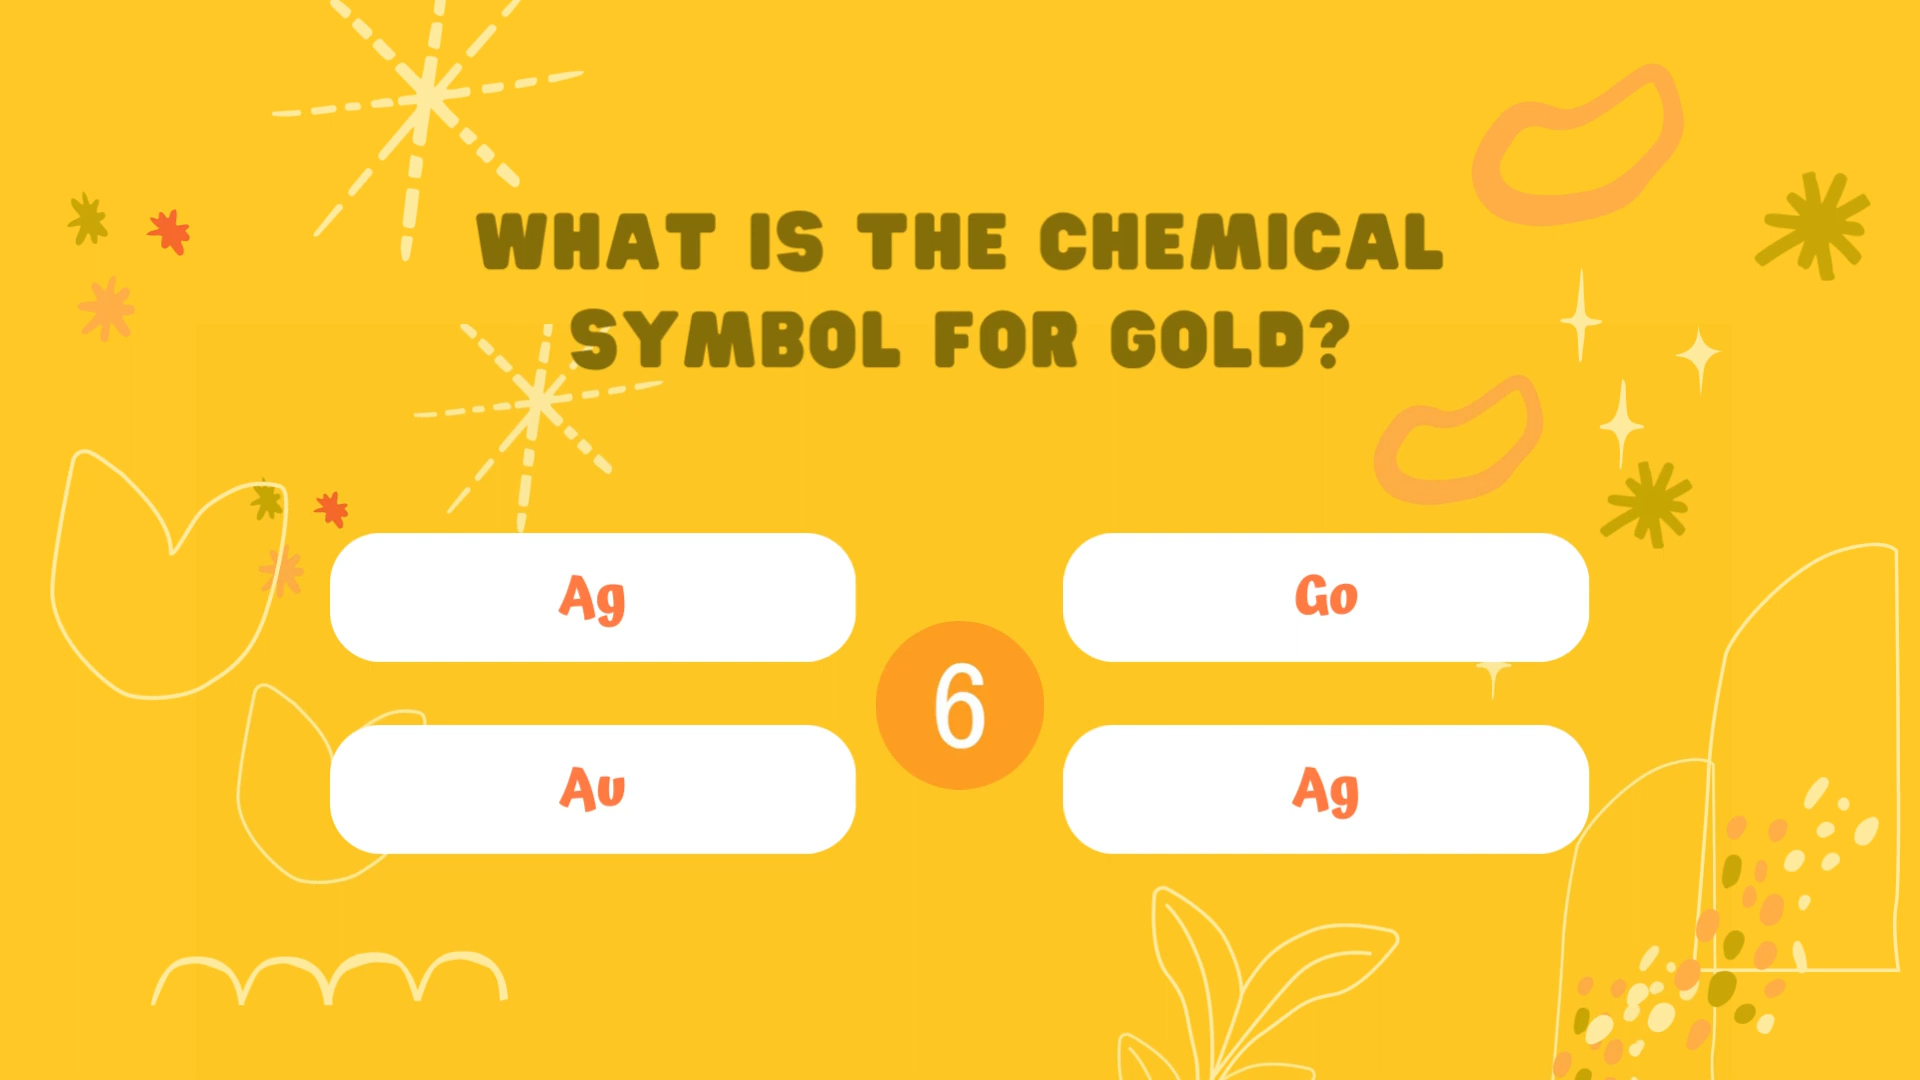 WHAT IS THE CHEMICAL
SYMBOL FOR GOLD?
Ag
Go
6
Au
Ag